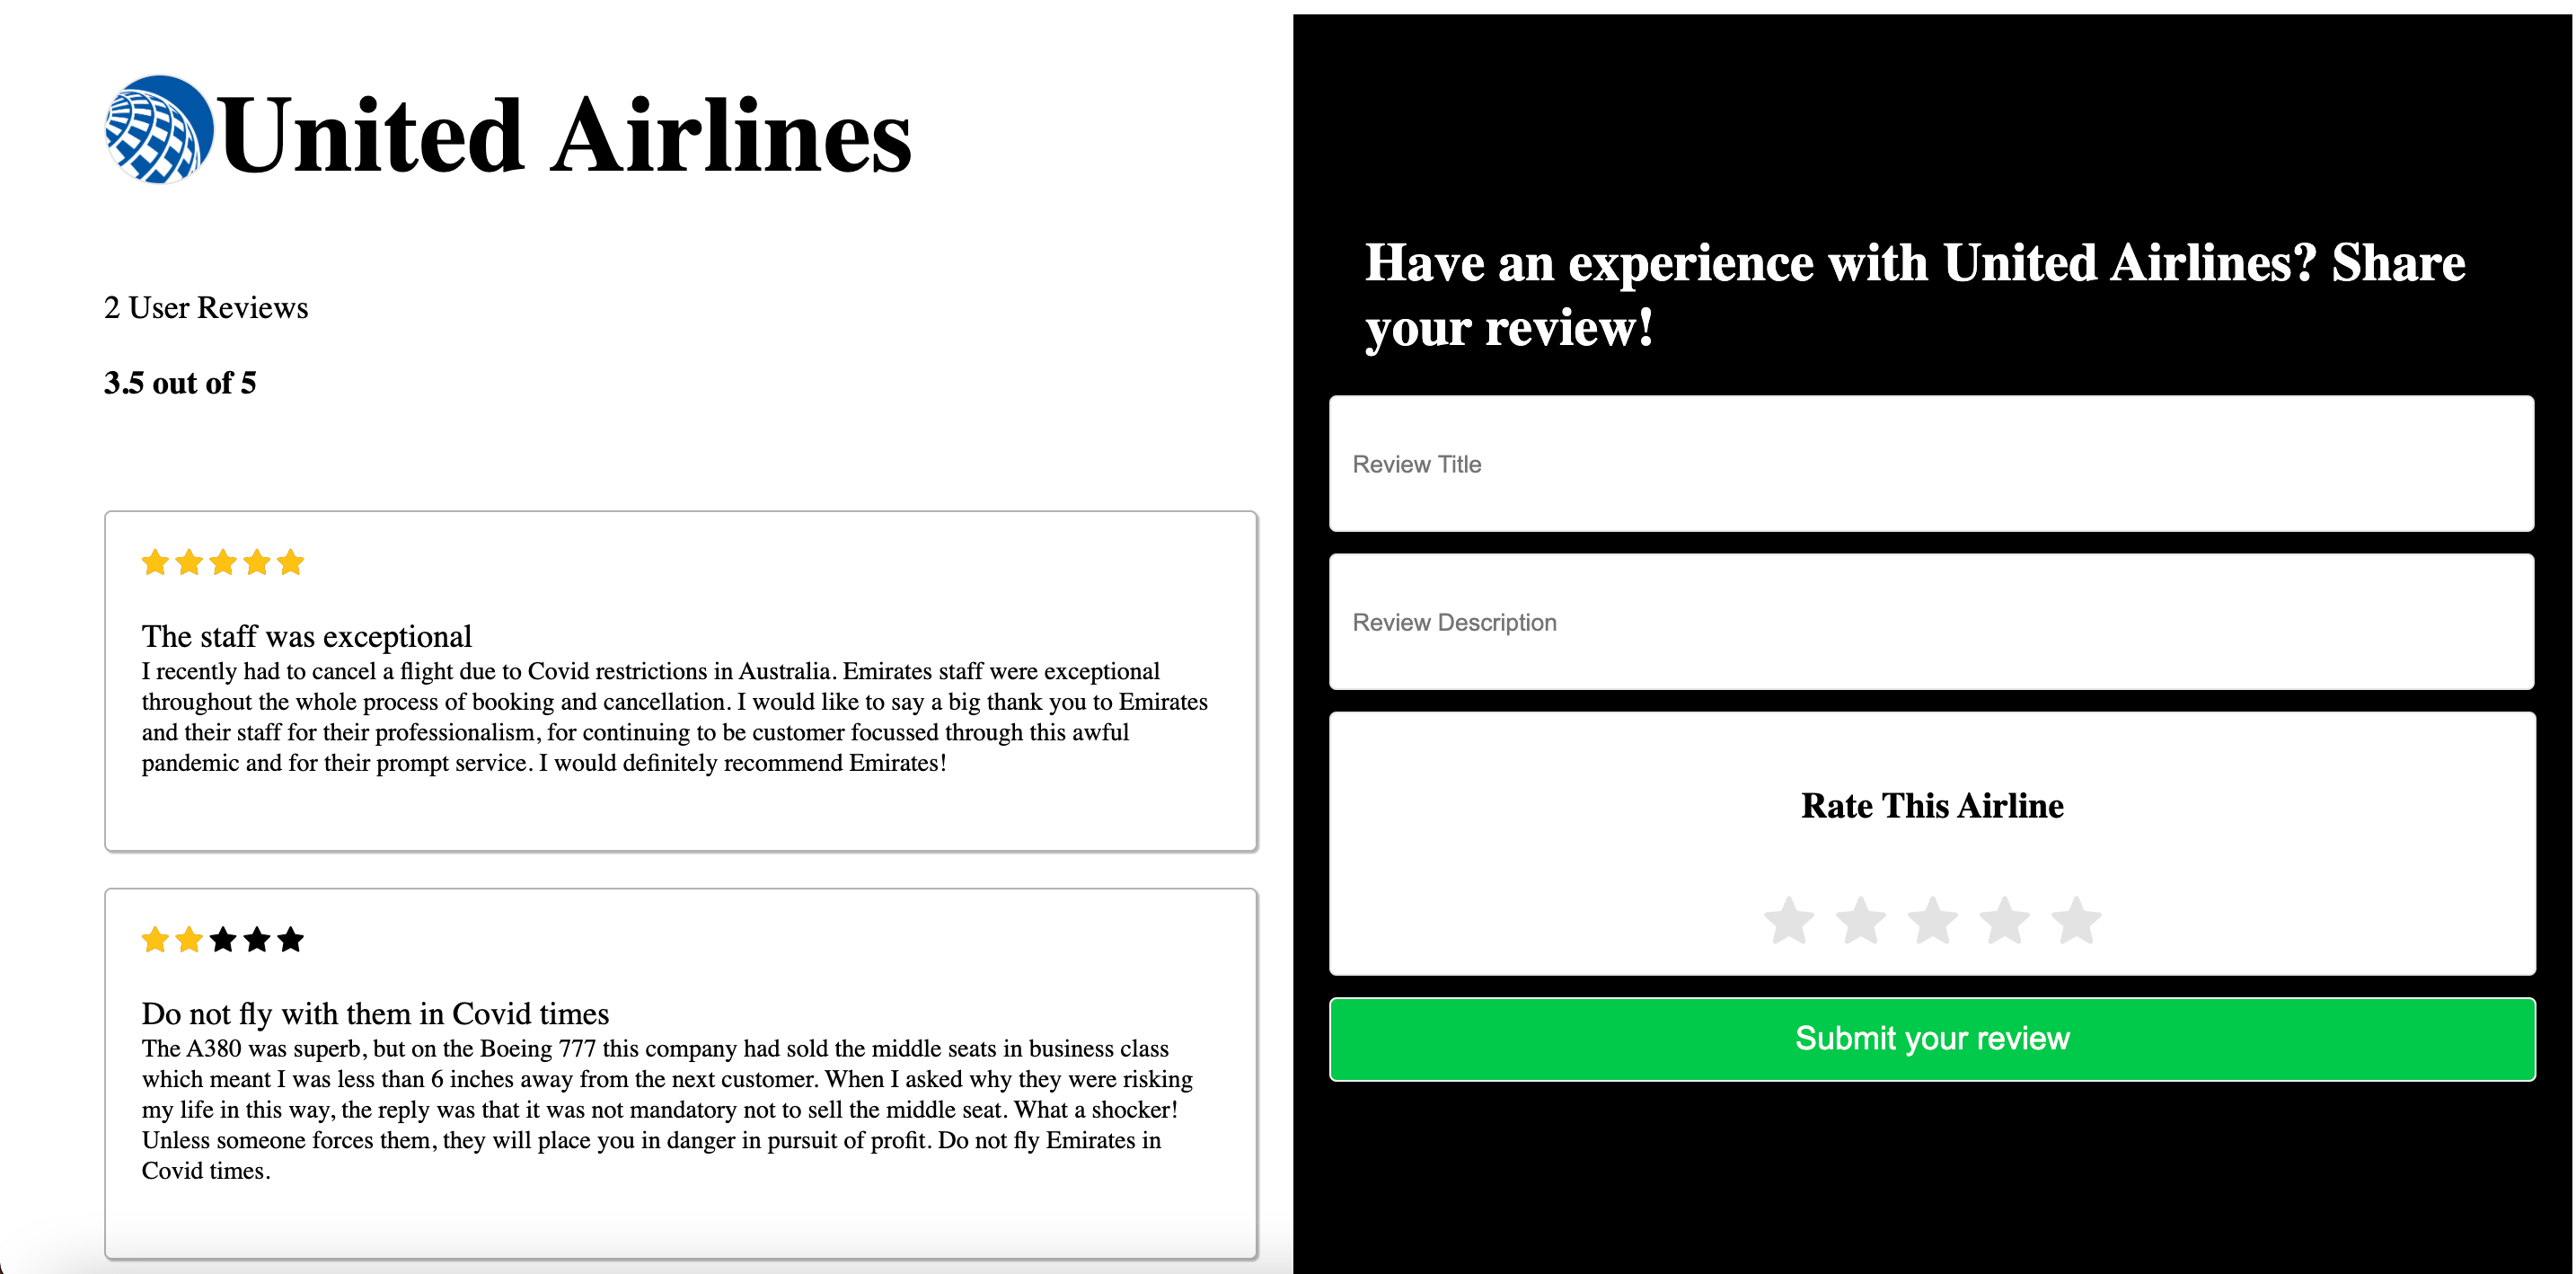 United Airlines
2 User Reviews
3.5 out of 5
The staff was exceptional
I recently had to cancel a flight due to Covid restrictions in Australia. Emirates staff were exceptional
throughout the whole process of booking and cancellation. I would like to say a big thank you to Emirates
and their staff for their professionalism, for continuing to be customer focussed through this awful
pandemic and for their prompt service. I would definitely recommend Emirates!
Do not fly with them in Covid times
The A380 was superb, but on the Boeing 777 this company had sold the middle seats in business class
which meant I was less than 6 inches away from the next customer. When I asked why they were risking
my life in this way, the reply was that it was not mandatory not to sell the middle seat. What a shocker!
Unless someone forces them, they will place you in danger in pursuit of profit. Do not fly Emirates in
Covid times.
Have an experience with United Airlines? Share
your review!
Review Title
Review Description
Rate This Airline
Submit your review